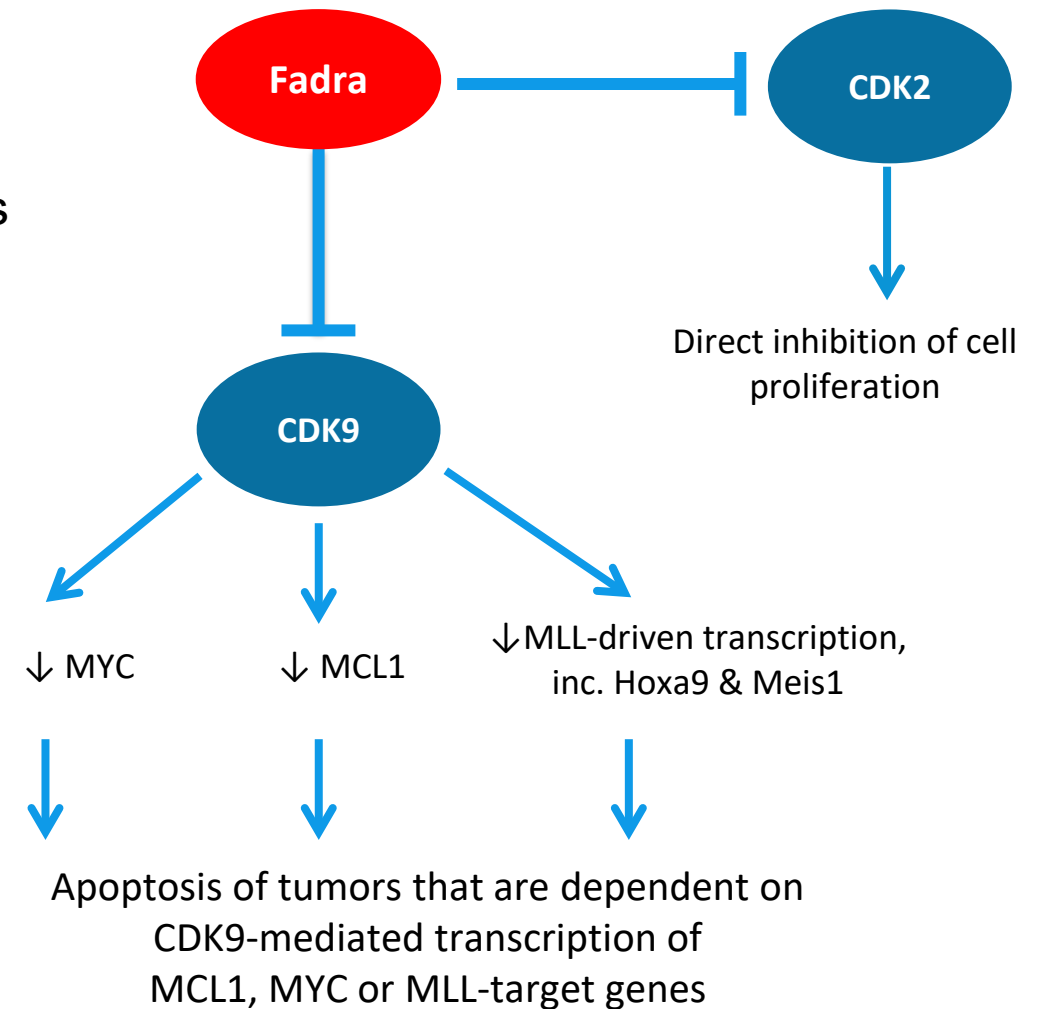 Fadra
CDK2
s
Direct inhibition of cell
proliferation
CDK9
↓ MYC
↓ MCL1
↓MLL-driven transcription,
inc. Hoxa9 & Meis1
Apoptosis of tumors that are dependent on
CDK9-mediated transcription of
MCL1, MYC or MLL-target genes